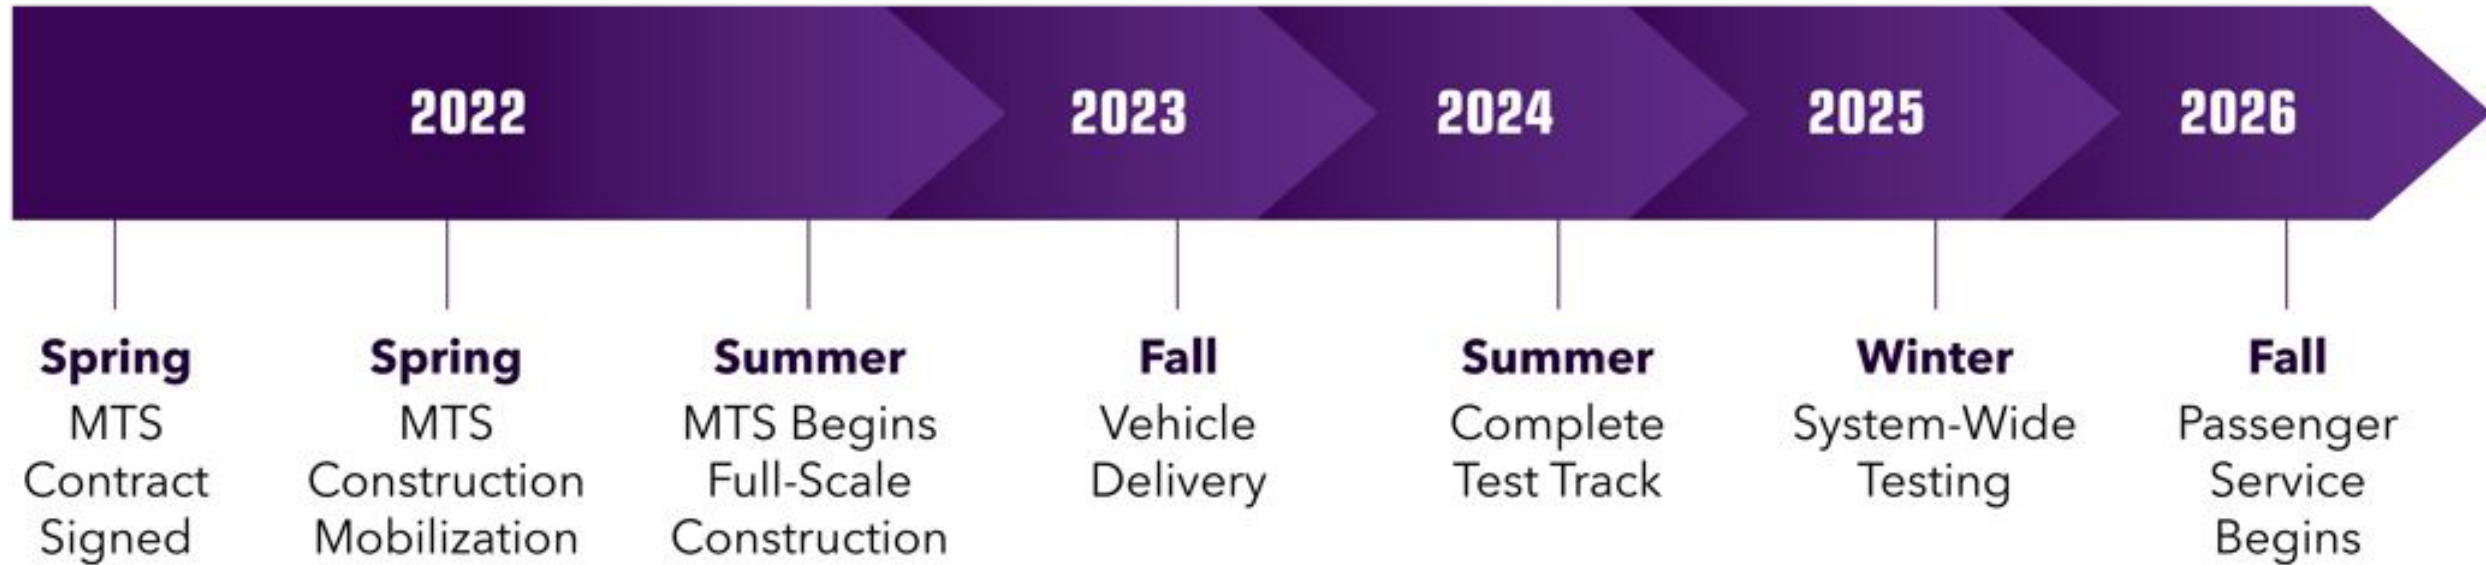 2022
2023
2024
2025
2026
Spring
MTS
Contract
Signed
Spring
MTS
Construction
Mobilization
Summer
MTS Begins
Full-Scale
Construction
Fall
Vehicle
Delivery
Summer
Complete
Test Track
Winter
System-Wide
Testing
Fall
Passenger
Service
Begins